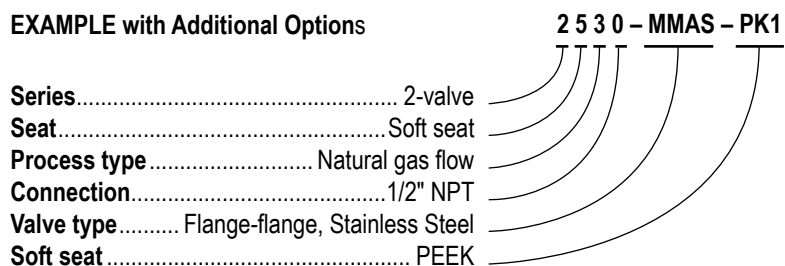 EXAMPLE with Additional Options 2 5 3 0 – MMAS – PK1
Series..................................................... 2-valve
Seat......................................................Soft seat
Process type........................... Natural gas flow
Connection..........................................1/2" NPT
Valve type.......... Flange-flange, Stainless Steel
Soft seat.................................................. PEEK